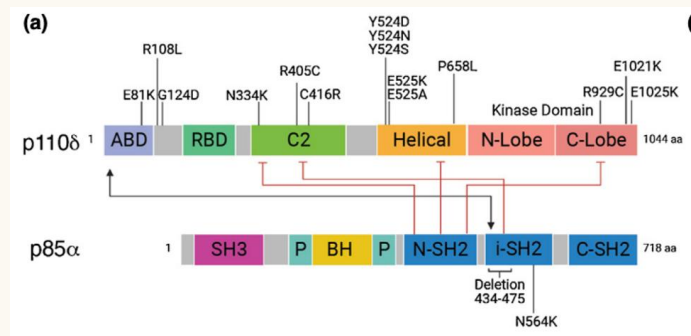 (a)
Y524D
Y524N
Y524S
R108L
E81K G124D
N334K
R405C
C416R
E525K
E525A
P658L
Kinase Domain
R929C
E1021K
E1025K
p110δ 1 ABD RBD C2 Helical N-Lobe C-Lobe 1044 aa
p85α 1 SH3 P BH P N-SH2 i-SH2 C-SH2 718 aa
Deletion
434-475
N564K